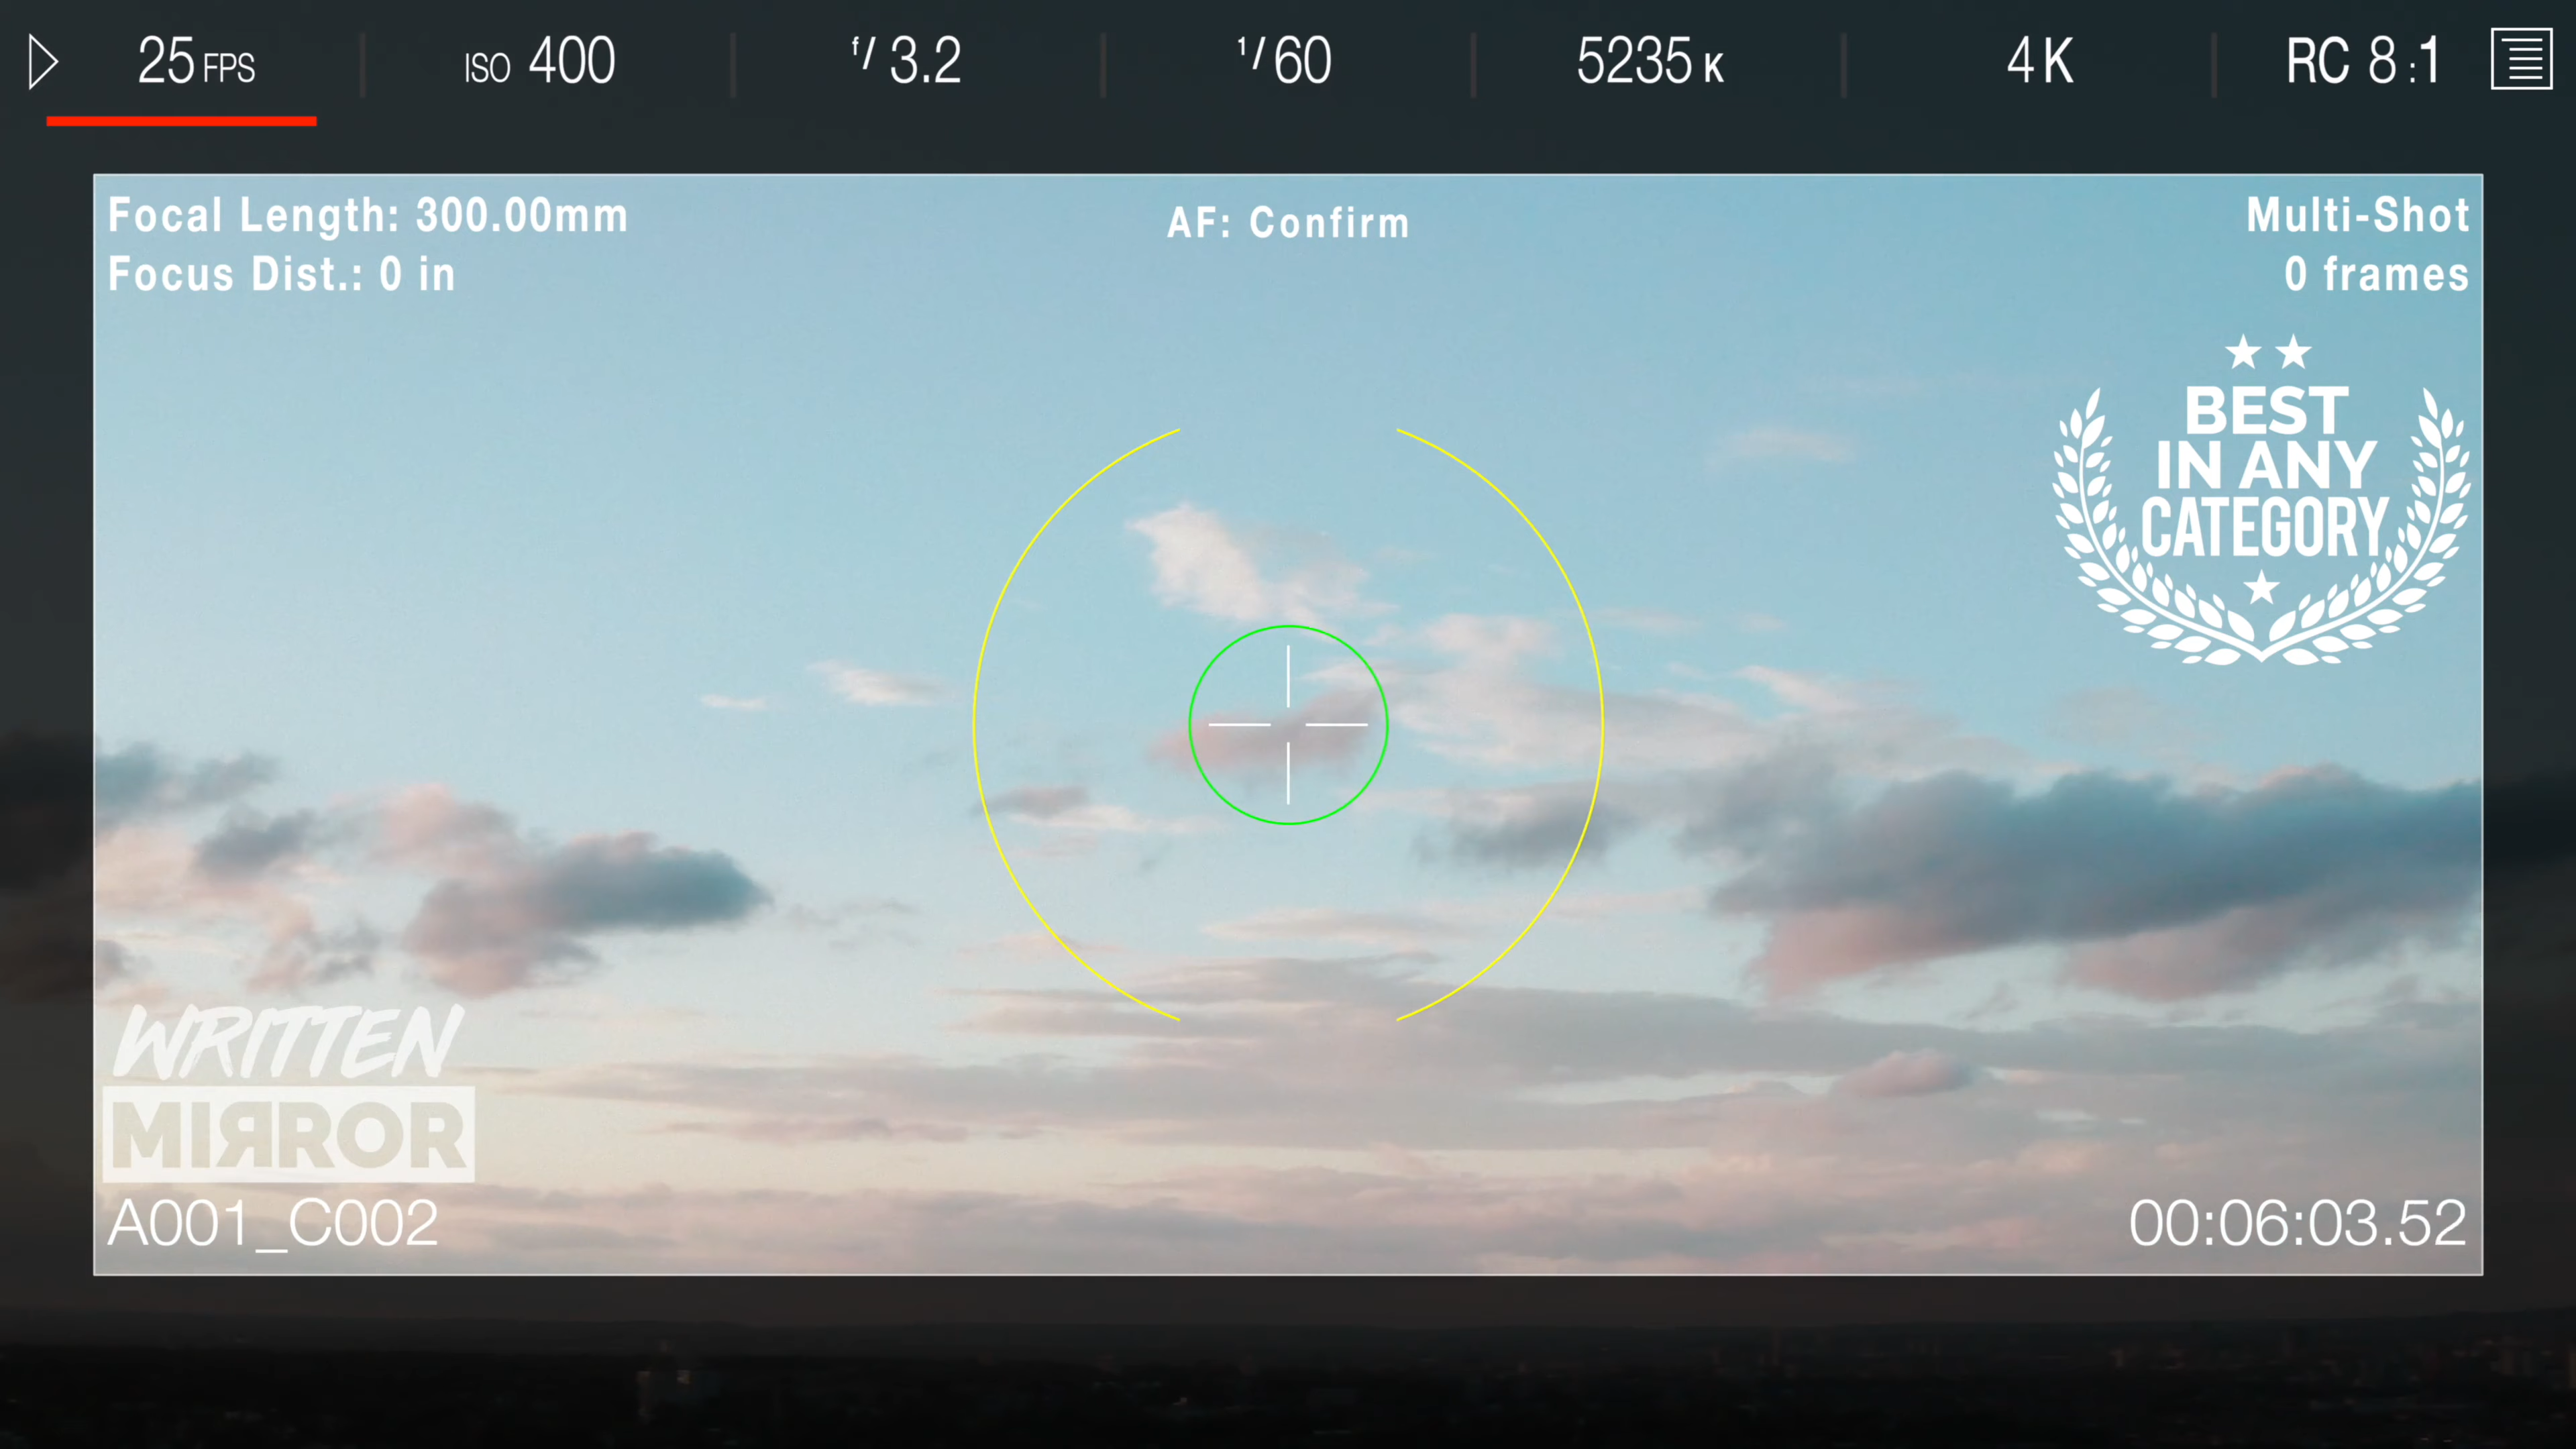 25 FPS
ISO 400
f/ 3.2
1/60
5235 K
4K
RC 8:1
Focal Length: 300.00mm
Focus Dist.: 0 in
AF: Confirm
Multi-Shot
0 frames
BEST
IN ANY
CATEGORY
WRITTEN
MIRROR
A001_C002
00:06:03.52